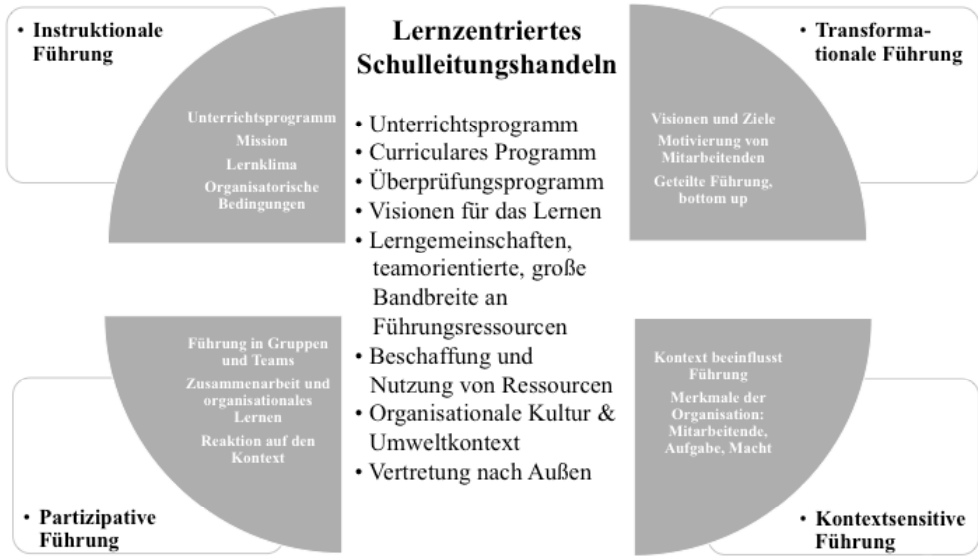 • Instruktionale
Führung
Unterrichtsprogramm
Mission
Lernklima
Organisatorische
Bedingungen
Lernzentriertes
Schulleitungshandeln
• Unterrichtsprogramm
• Curriculares Programm
• Überprüfungsprogramm
• Visionen für das Lernen
• Lerngemeinschaften,
teamorientierte, große
Bandbreite an
Führungsressourcen
• Beschaffung und
Nutzung von Ressourcen
• Organisationale Kultur &
Umweltkontext
• Vertretung nach Außen
• Transforma-
tionale Führung
Visionen und Ziele
Motivierung von
Mitarbeitenden
Geteilte Führung,
bottom up
Führung in Gruppen
und Teams
Zusammenarbeit und
organisationales
Lernen
Reaktion auf den
Kontext
• Partizipative
Führung
Kontext beeinflusst
Führung
Merkmale der
Organisation:
Mitarbeitende,
Aufgabe, Macht
• Kontextsensitive
Führung